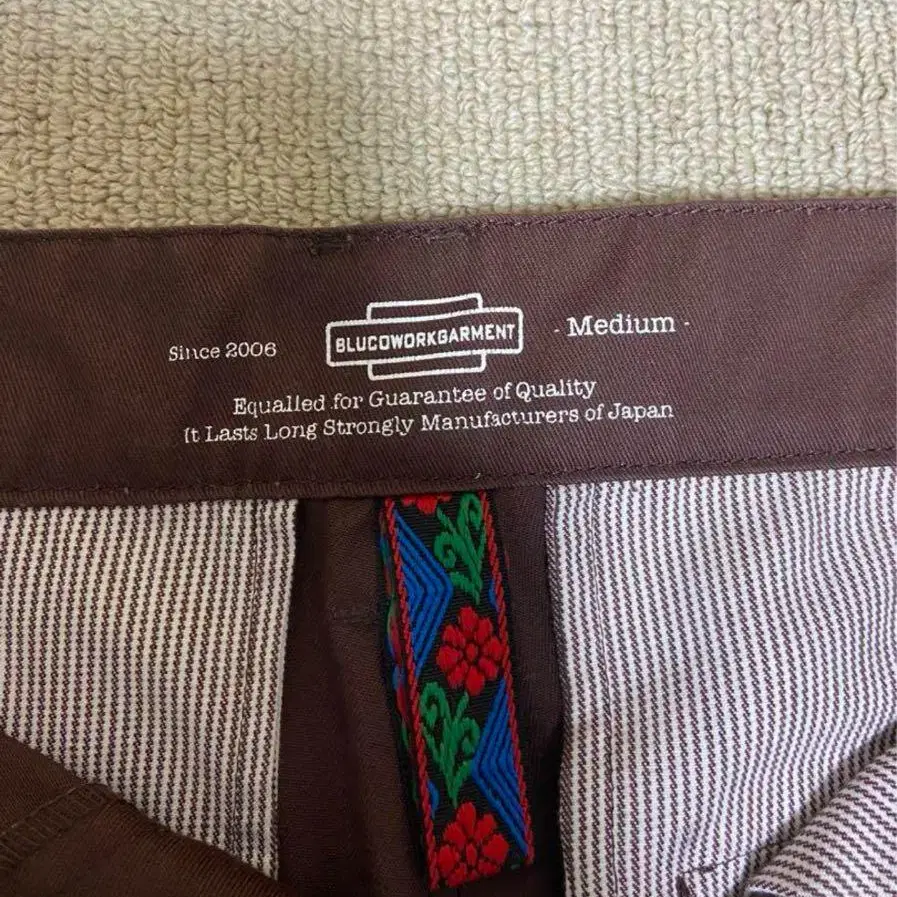 Since 2006
BLUCOWORKGARMENT
- Medium -
Equalled for Guarantee of Quality
It Lasts Long Strongly Manufacturers of Japan